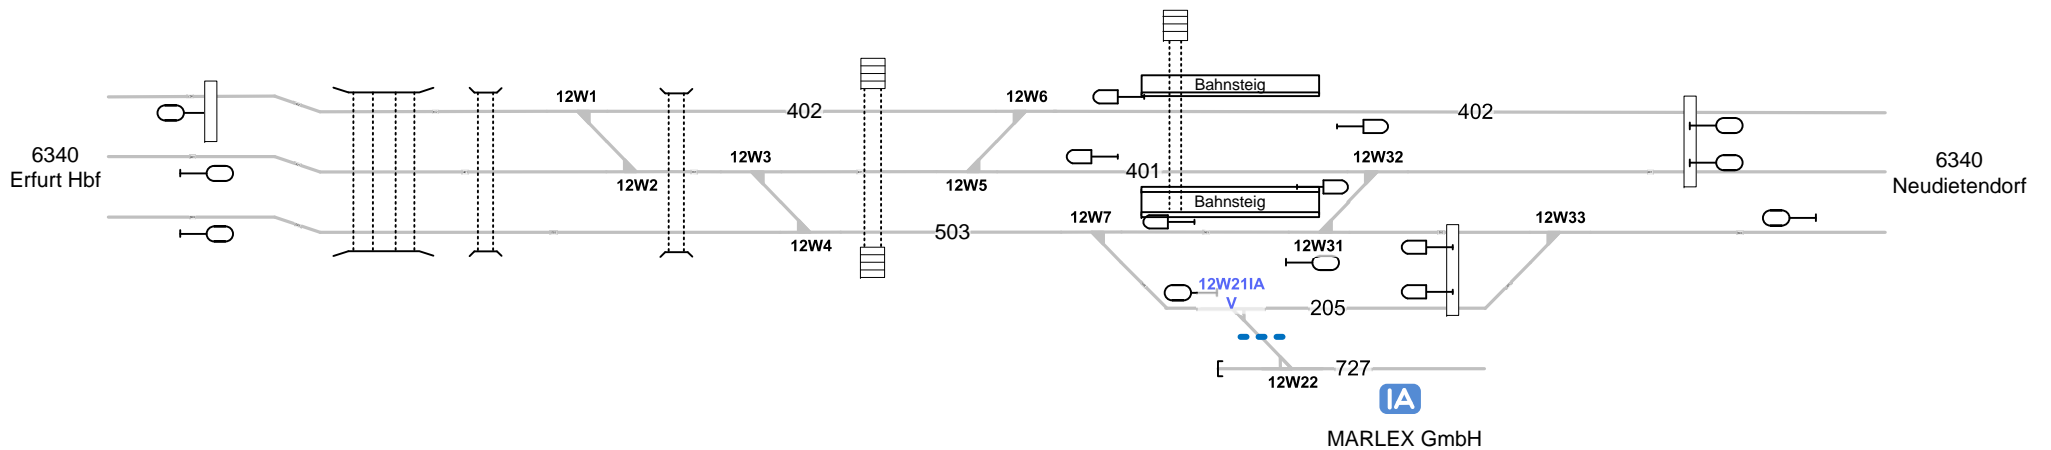 Bahnsteig
12W1
12W6
402
402
6340
Erfurt Hbf
12W3
12W32
6340
Neudietendorf
401
12W2
12W5
Bahnsteig
12W7
12W33
503
12W4
12W31
12W21IA
V
205
727
12W22
IA
MARLEX GmbH